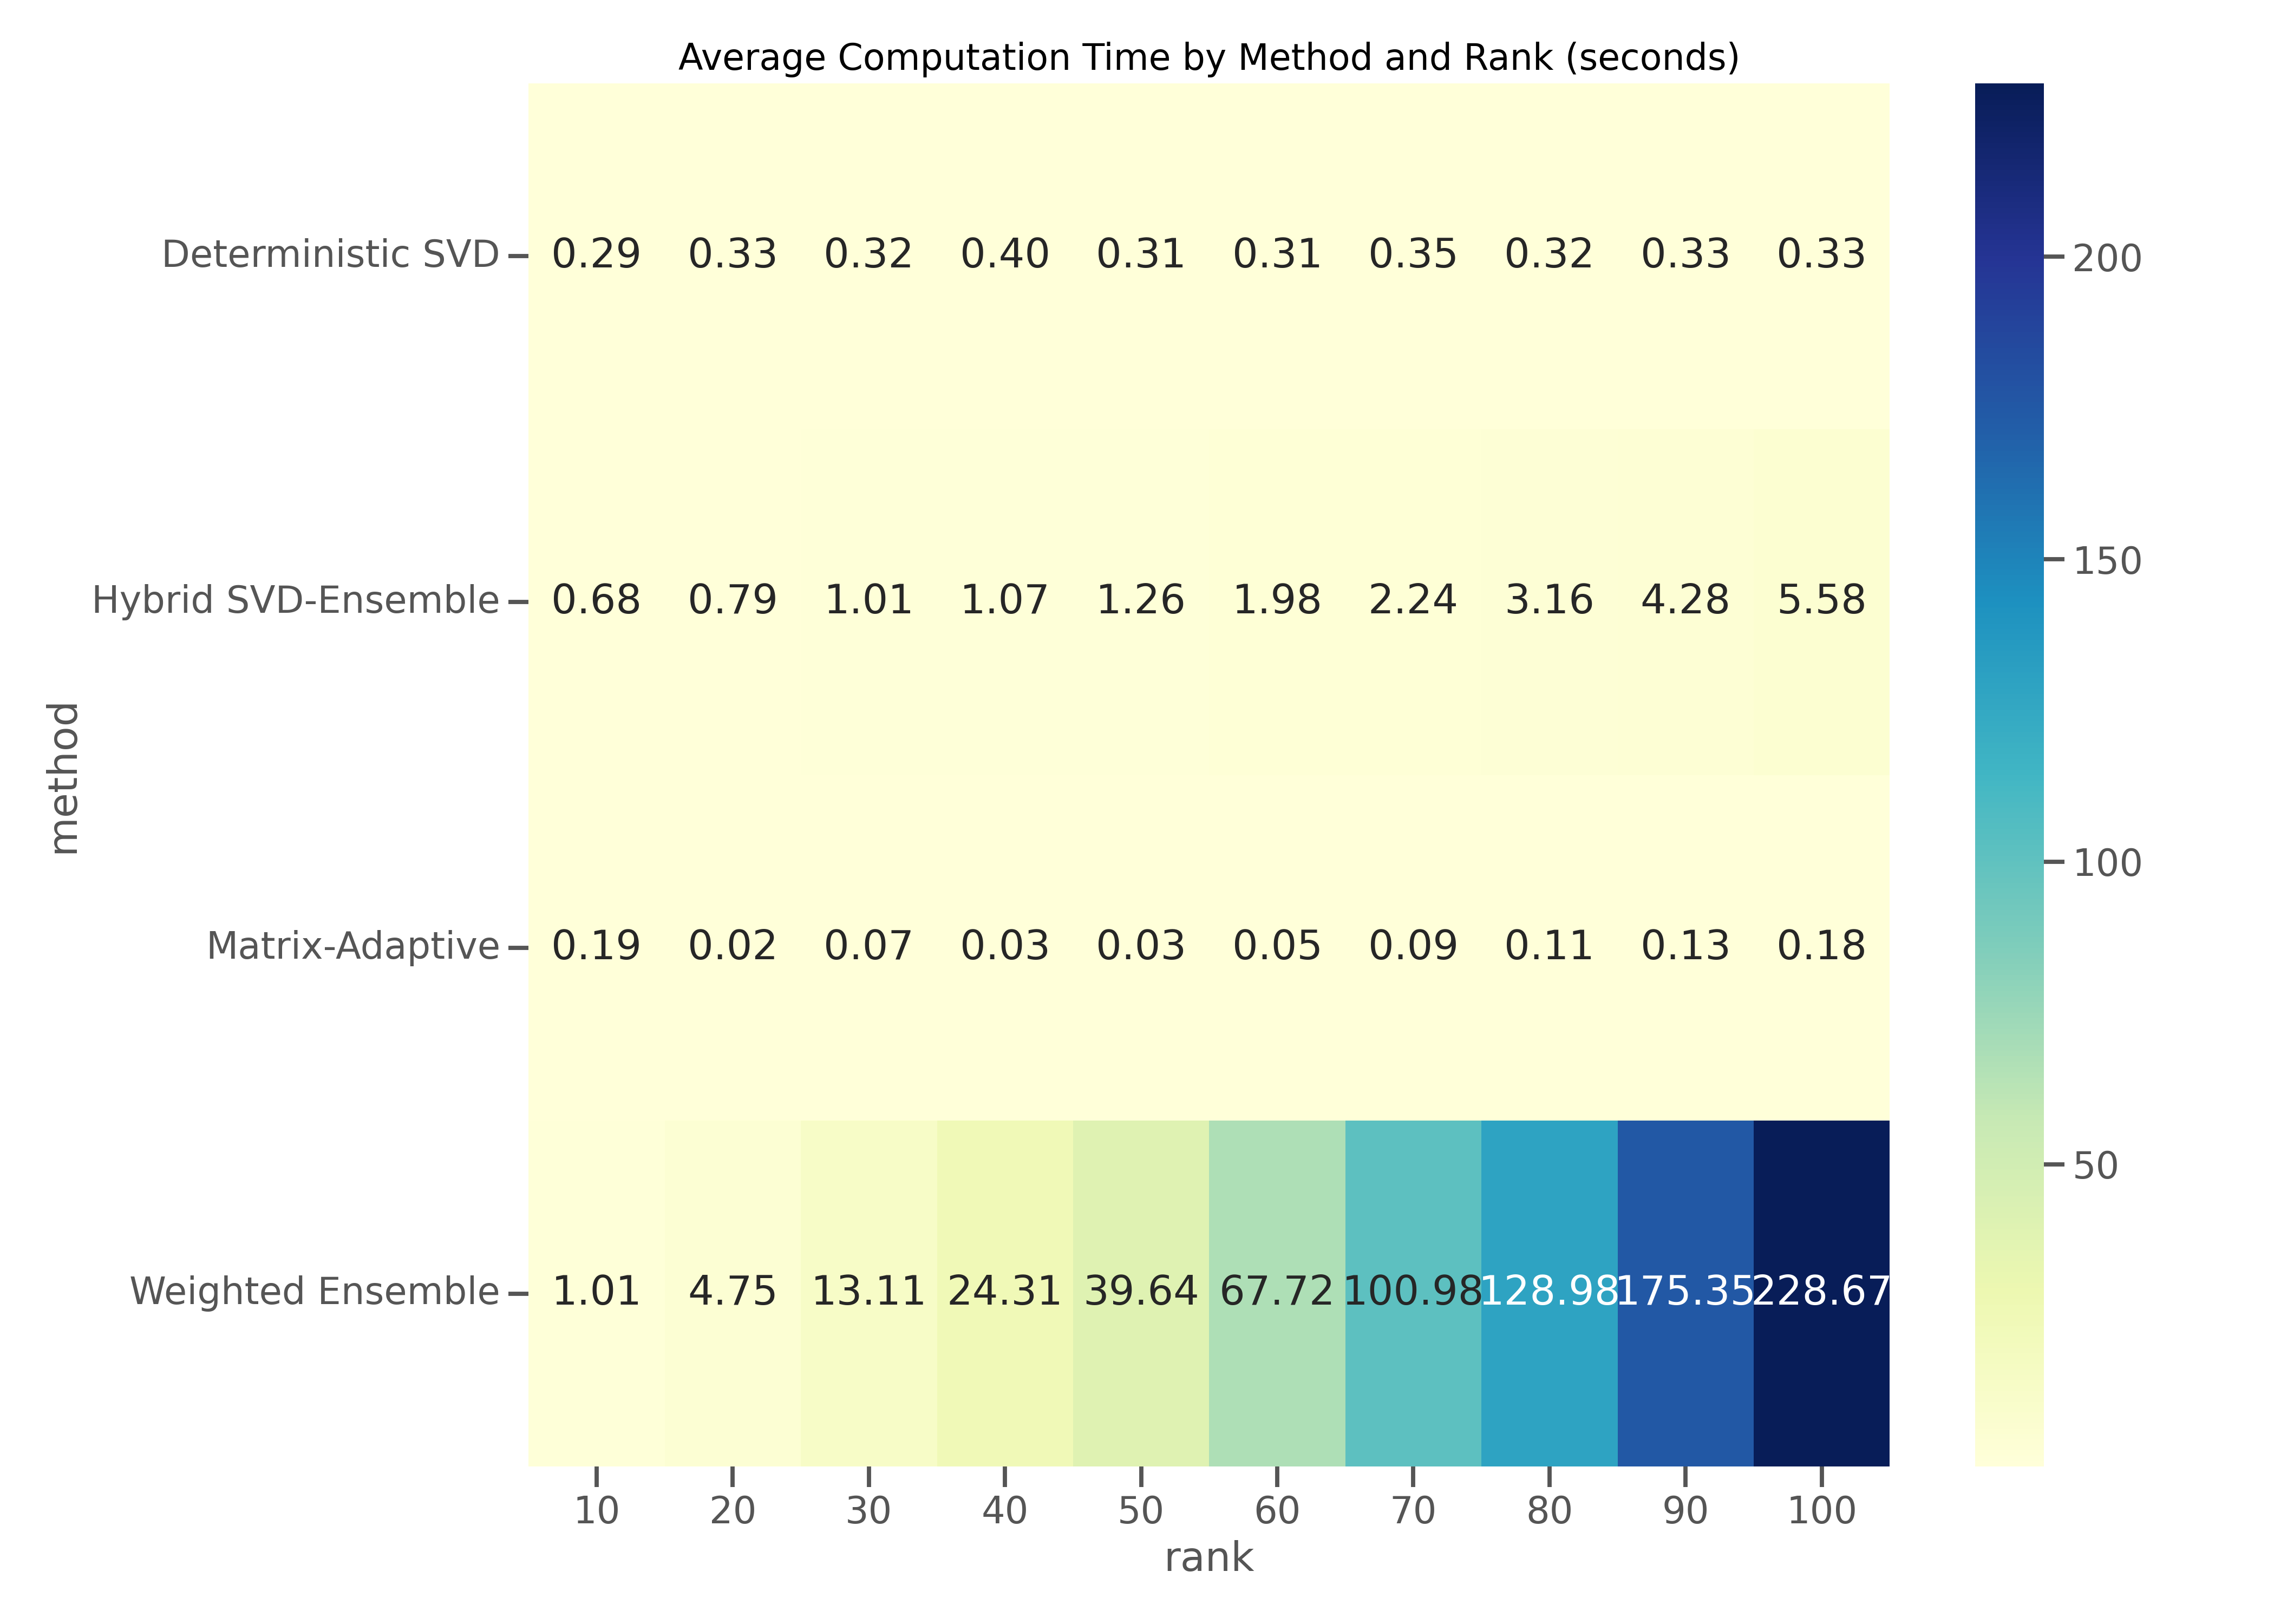 Average Computation Time by Method and Rank (seconds)
Deterministic SVD 0.29 0.33 0.32 0.40 0.31 0.31 0.35 0.32 0.33 0.33
Hybrid SVD-Ensemble 0.68 0.79 1.01 1.07 1.26 1.98 2.24 3.16 4.28 5.58
Matrix-Adaptive 0.19 0.02 0.07 0.03 0.03 0.05 0.09 0.11 0.13 0.18
Weighted Ensemble 1.01 4.75 13.11 24.31 39.64 67.72 100.98 128.98 175.35 228.67
method
10 20 30 40 50 60 70 80 90 100
rank
200
150
100
50